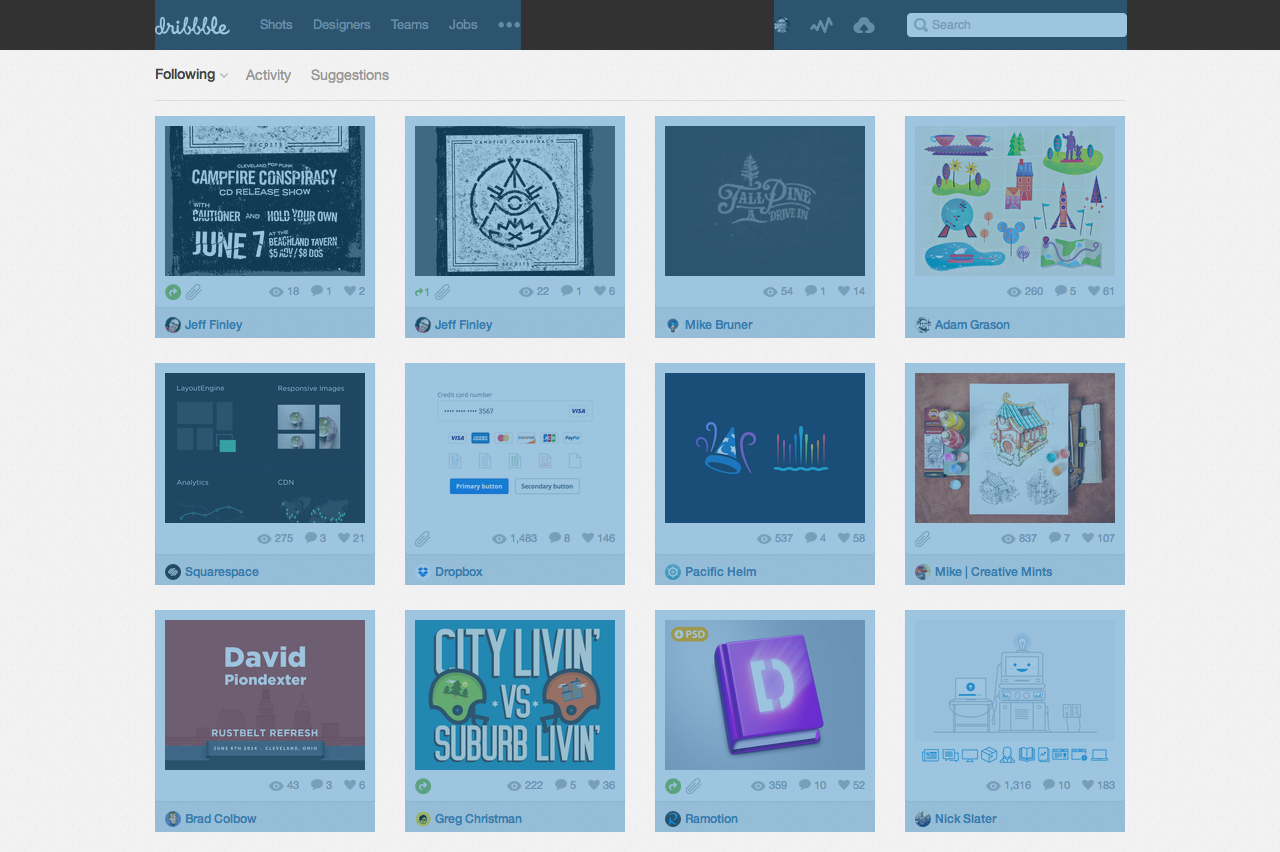 dribbble Shots Designers Teams Jobs ••• Search
Following Activity Suggestions
SECRETS
CLEVELAND POP PUNK
CAMPFIRE CONSPIRACY
CD RELEASE SHOW
WITH
CAUTIONER AND HOLD YOUR OWN
JUNE 7 AT THE
BEACHLAND TAVERN
$5 ADV / $8 DOS
18 1 2
Jeff Finley
CAMPFIRE CONSPIRACY
SECRETS
1 22 1 6
Jeff Finley
TALL PINE
A DRIVE IN
54 1 14
Mike Bruner
260 5 61
Adam Grason
LayoutEngine Responsive Images
Analytics CDN
275 3 21
Squarespace
Credit card number
•••• •••• •••• 3567 VISA
VISA DISCOVER JCB PayPal
Primary button Secondary button
1,483 8 146
Dropbox
537 4 58
Pacific Helm
837 7 107
Mike | Creative Mints
David
Piondexter
RUSTBELT REFRESH
JUNE 6TH 2014 - CLEVELAND, OHIO
43 3 6
Brad Colbow
CITY LIVIN'
VS
SUBURB LIVIN'
222 5 36
Greg Christman
PSD
D
359 10 52
Ramotion
1,316 10 183
Nick Slater